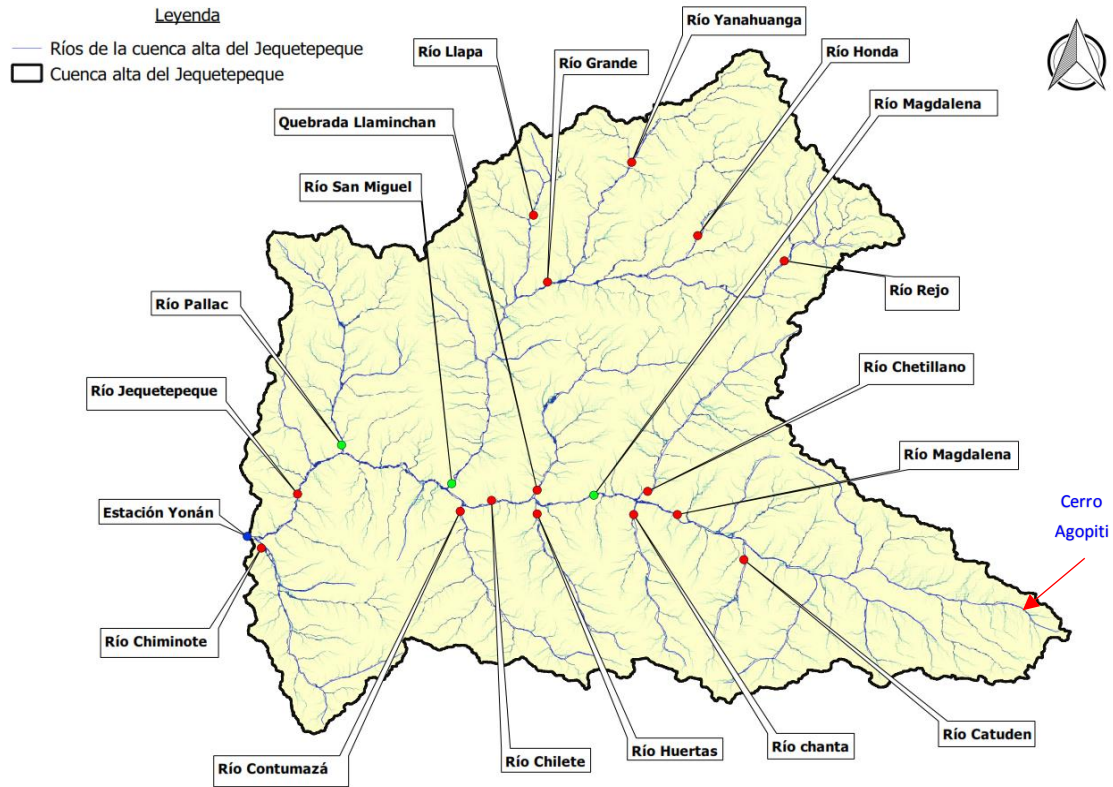 Leyenda
Ríos de la cuenca alta del Jequetepeque
Cuenca alta del Jequetepeque
Río Yanahuanga
Río Llapa
Río Grande
Río Honda
Río Magdalena
Quebrada Llaminchan
Río San Miguel
Río Pallac
Río Rejo
Río Jequetepeque
Río Chetillano
Río Magdalena
Estación Yonán
Cerro
Agopiti
Río Chiminote
Río Contumazá
Río Chilete
Río Huertas
Río chanta
Río Catuden